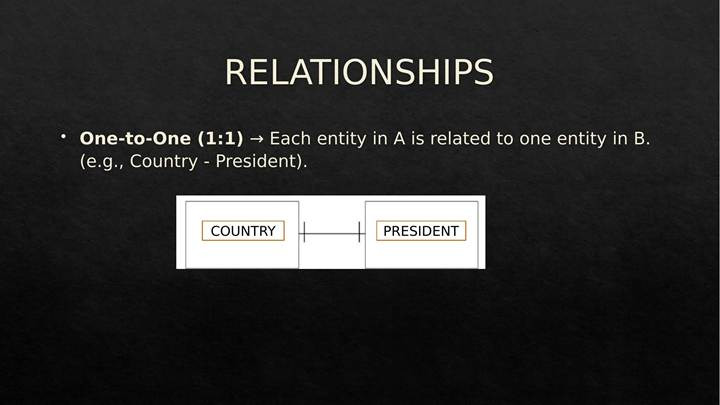 RELATIONSHIPS
• One-to-One (1:1) → Each entity in A is related to one entity in B.
(e.g., Country - President).
COUNTRY PRESIDENT